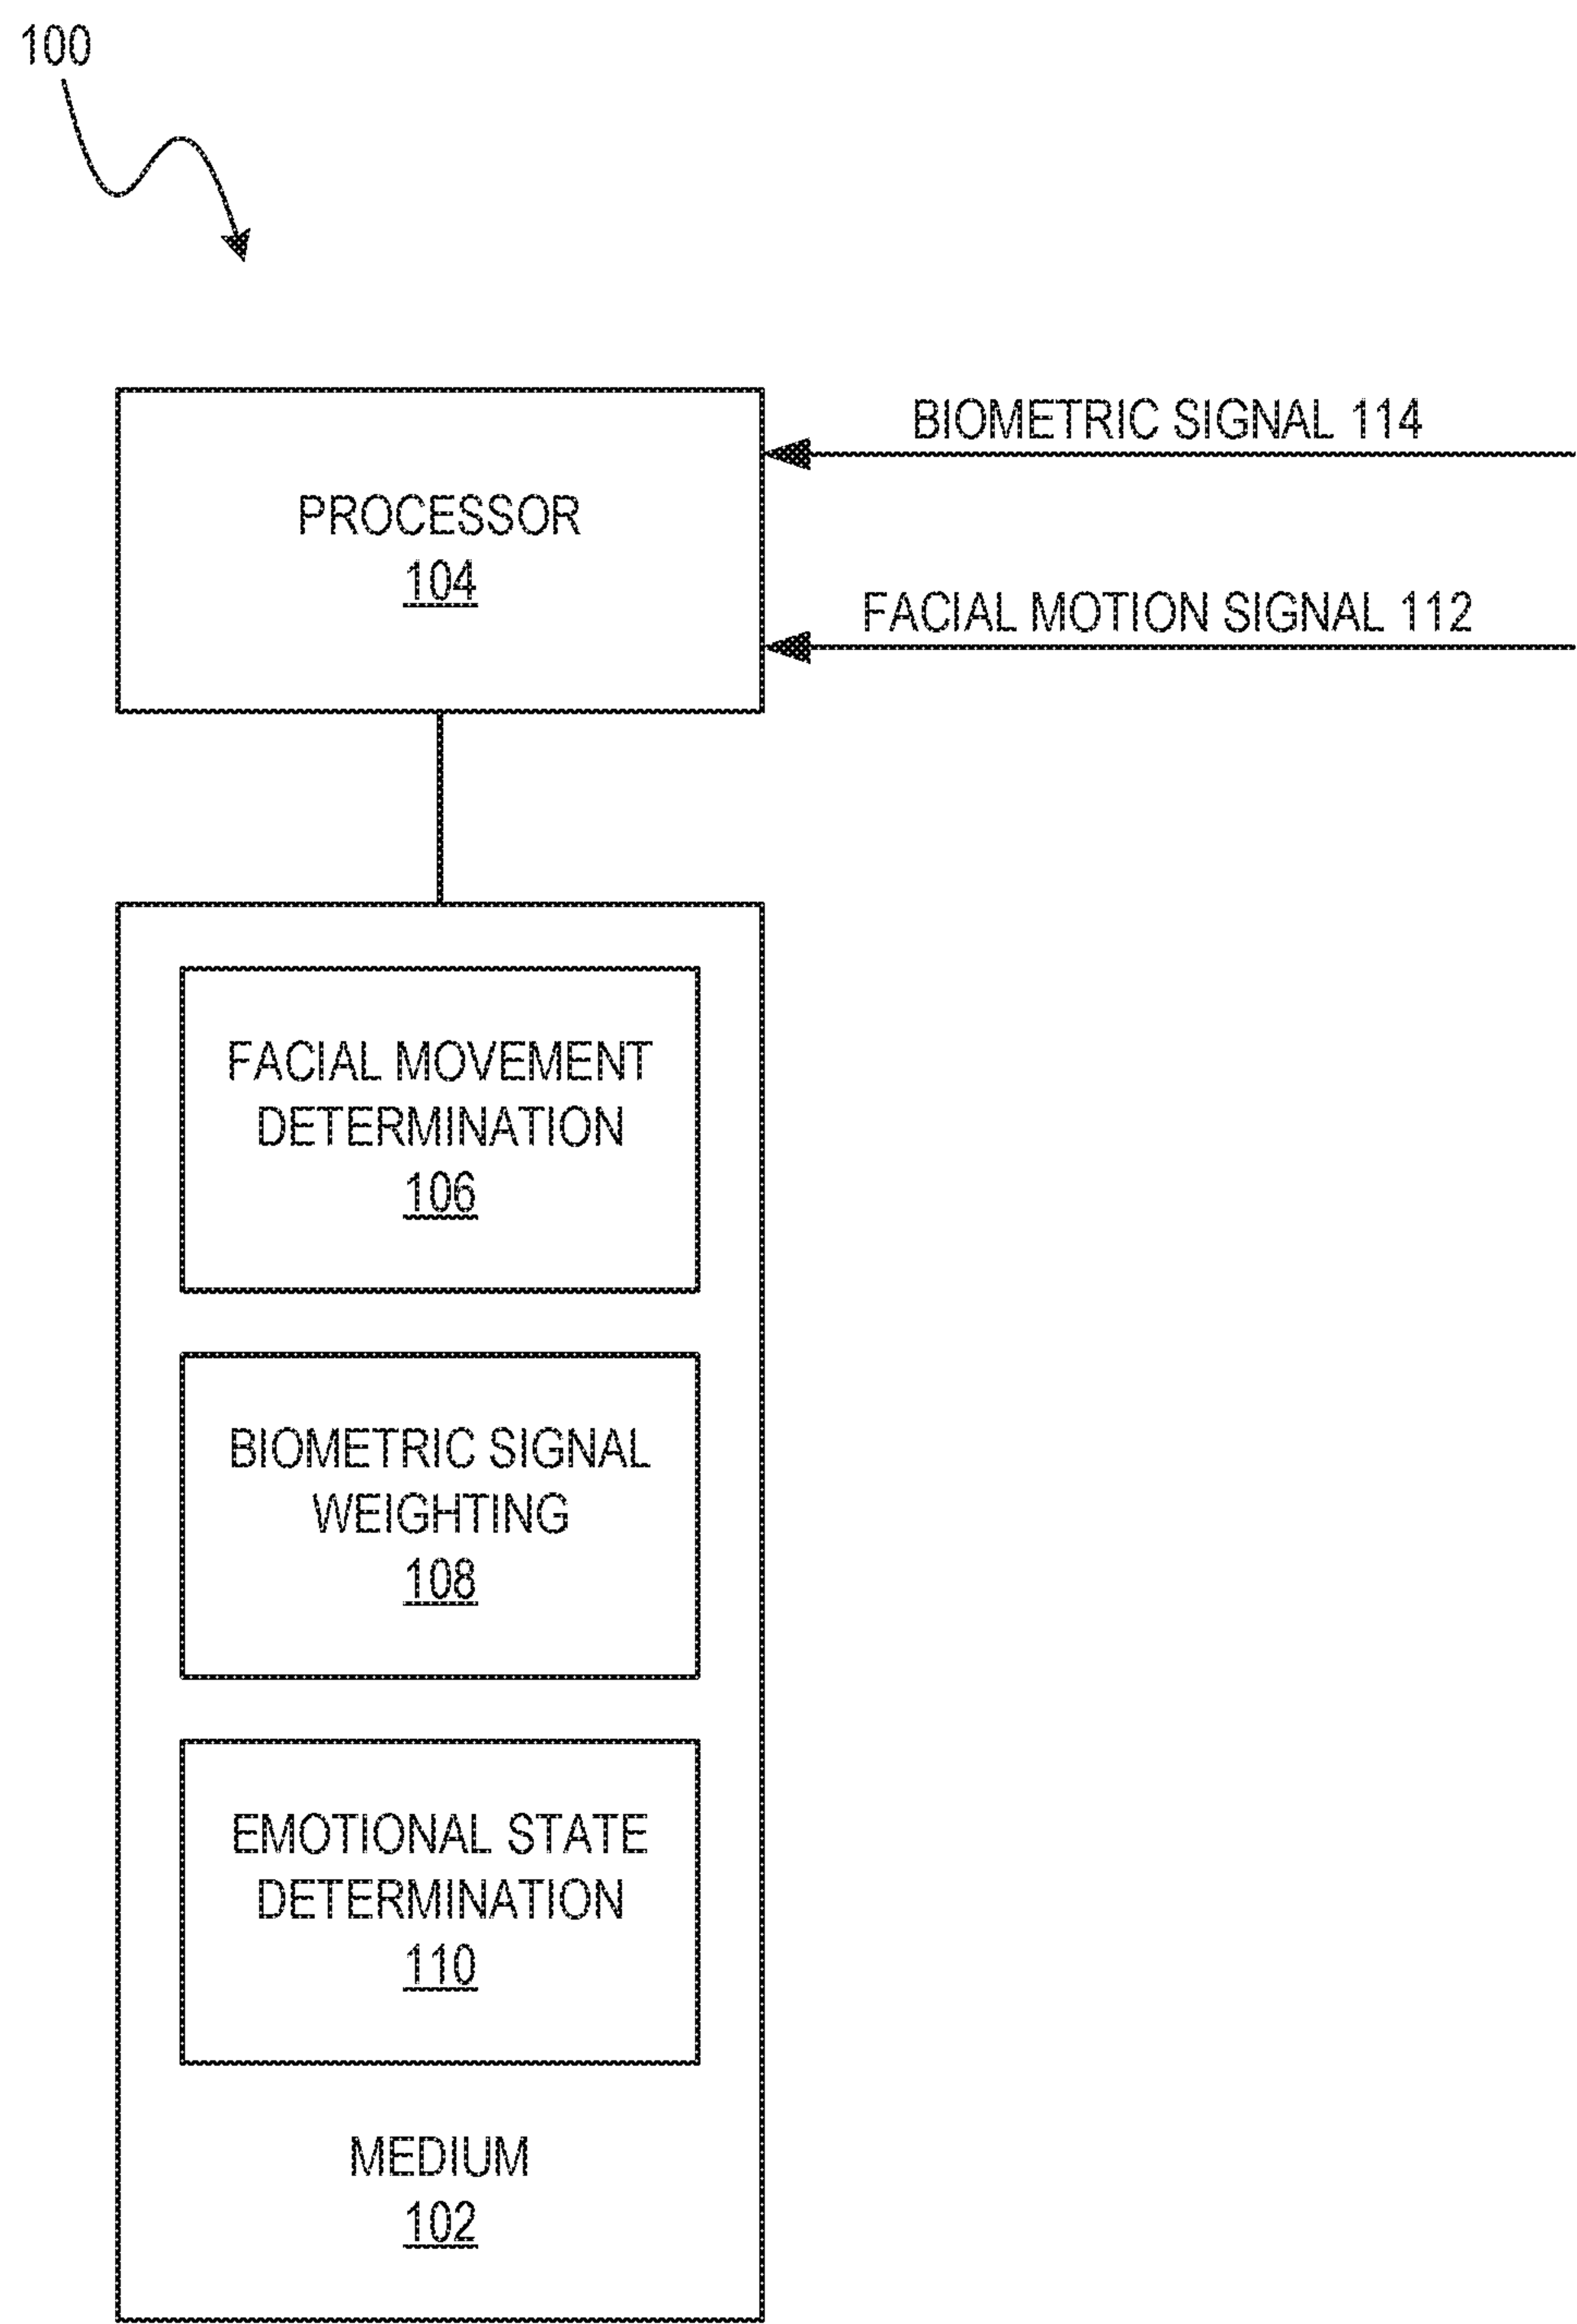 100
BIOMETRIC SIGNAL 114
PROCESSOR
104
FACIAL MOTION SIGNAL 112
FACIAL MOVEMENT
DETERMINATION
106
BIOMETRIC SIGNAL
WEIGHTING
108
EMOTIONAL STATE
DETERMINATION
110
MEDIUM
102